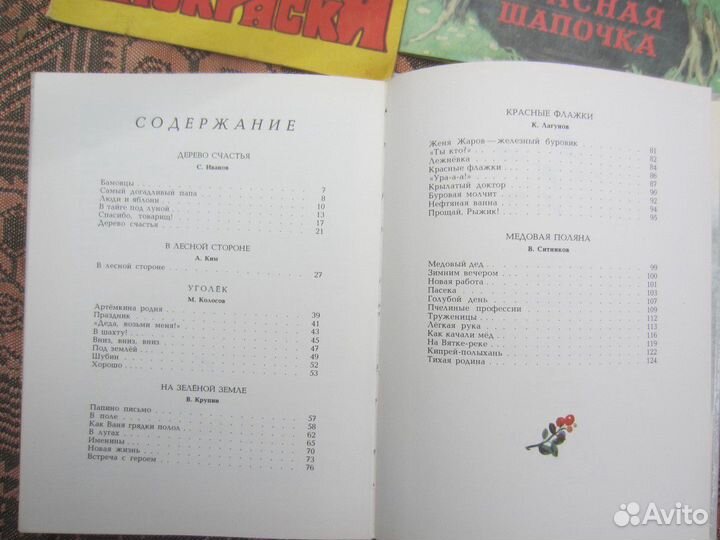 КРАСКИ
АСНАЯ
ШАПОЧКА
СОДЕРЖАНИЕ
ДЕРЕВО СЧАСТЬЯ
С. Иванов
Бамовцы . 7
Самый догадливый папа 8
Люди и яблони 10
В тайге под луной 13
Спасибо, товарищ! 17
Дерево счастья 21
В ЛЕСНОЙ СТОРОНЕ
А. Ким
В лесной стороне 27
УГОЛЁК
М. Колосов
Артёмкина родня 39
Праздник 41
«Деда, возьми меня!» 43
В шахту! 45
Вниз, вниз, вниз 47
Под землёй 49
Шубин 52
Хорошо 53
НА ЗЕЛЁНОЙ ЗЕМЛЕ
В. Крупин
Папино письмо 57
В поле 58
Как Ваня грядки полол 62
В лугах 65
Именины 70
Новая жизнь 73
Встреча с героем 76
КРАСНЫЕ ФЛАЖКИ
К. Лагунов
Женя Жаров — железный буровик 81
«Ты кто?» 82
Лежнёвка 84
Красные флажки 86
«Ура-а-а!» 87
Крылатый доктор 90
Буровая молчит 92
Нефтяная ванна 94
Прощай, Рыжик! 95
МЕДОВАЯ ПОЛЯНА
В. Ситников
Медовый дед 99
Зимним вечером 100
Новая работа 101
Пасека 103
Голубой день 107
Пчелиные профессии 109
Труженицы 112
Лёгкая рука 113
Как качали мёд 116
На Вятке-реке 119
Кипрей-полыхань 122
Тихая родина 124
Avito